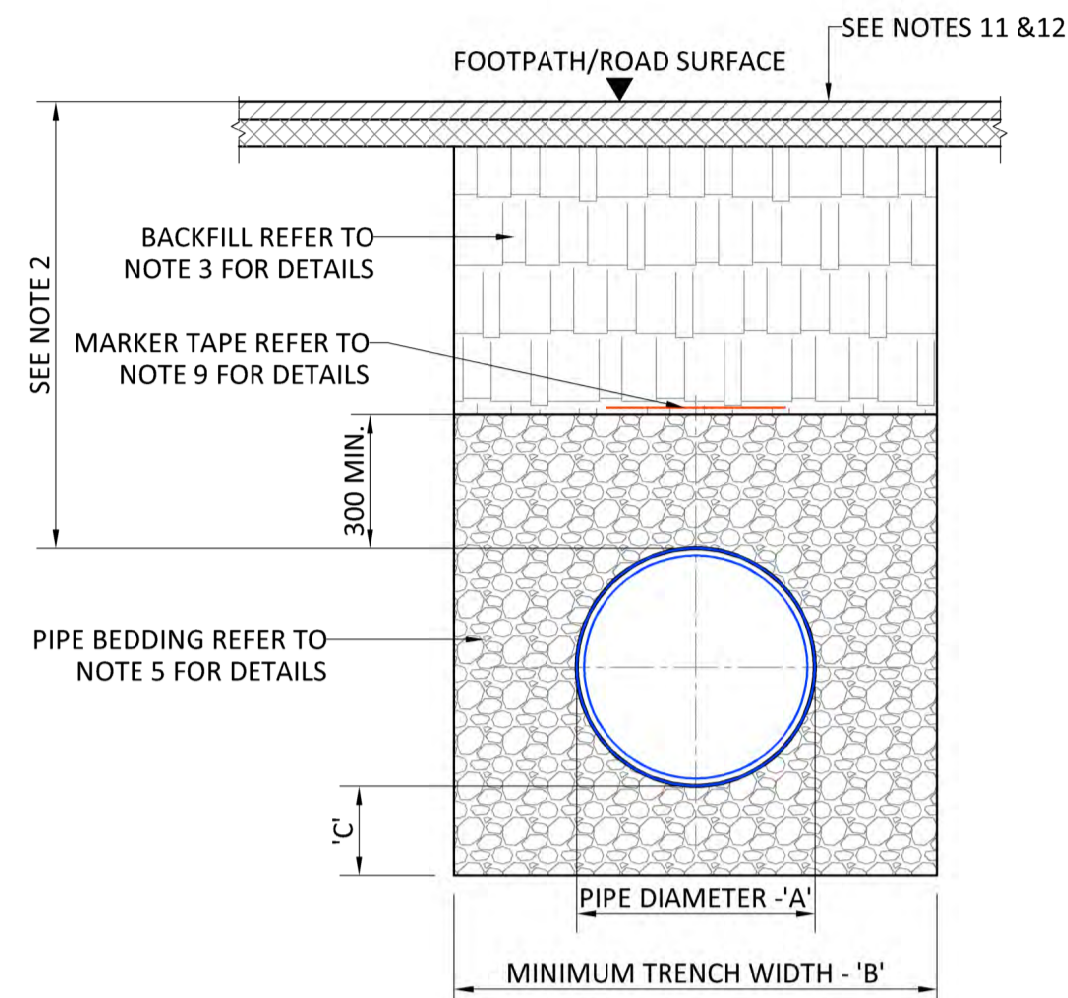 SEE NOTES 11 &12
FOOTPATH/ROAD SURFACE
BACKFILL REFER TO
NOTE 3 FOR DETAILS
SEE NOTE 2
MARKER TAPE REFER TO
NOTE 9 FOR DETAILS
300 MIN.
PIPE BEDDING REFER TO
NOTE 5 FOR DETAILS
'C'
PIPE DIAMETER -'A'
MINIMUM TRENCH WIDTH - 'B'